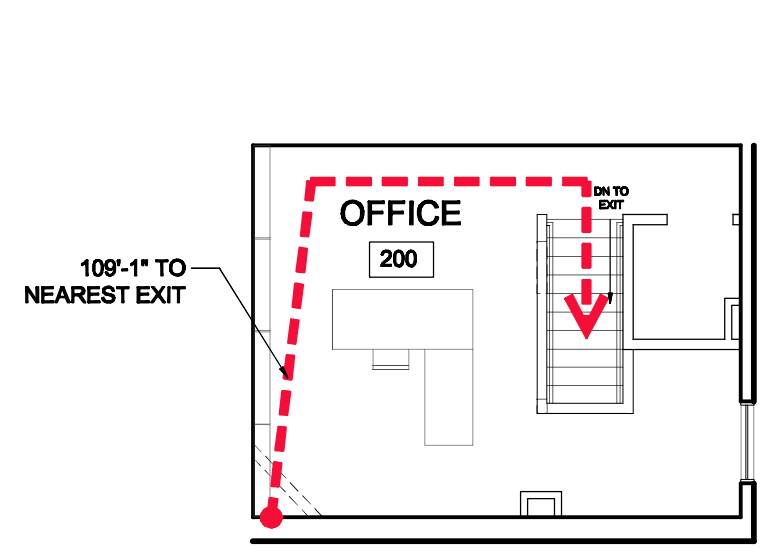 DN TO
EXIT
OFFICE
200
109'-1" TO
NEAREST EXIT